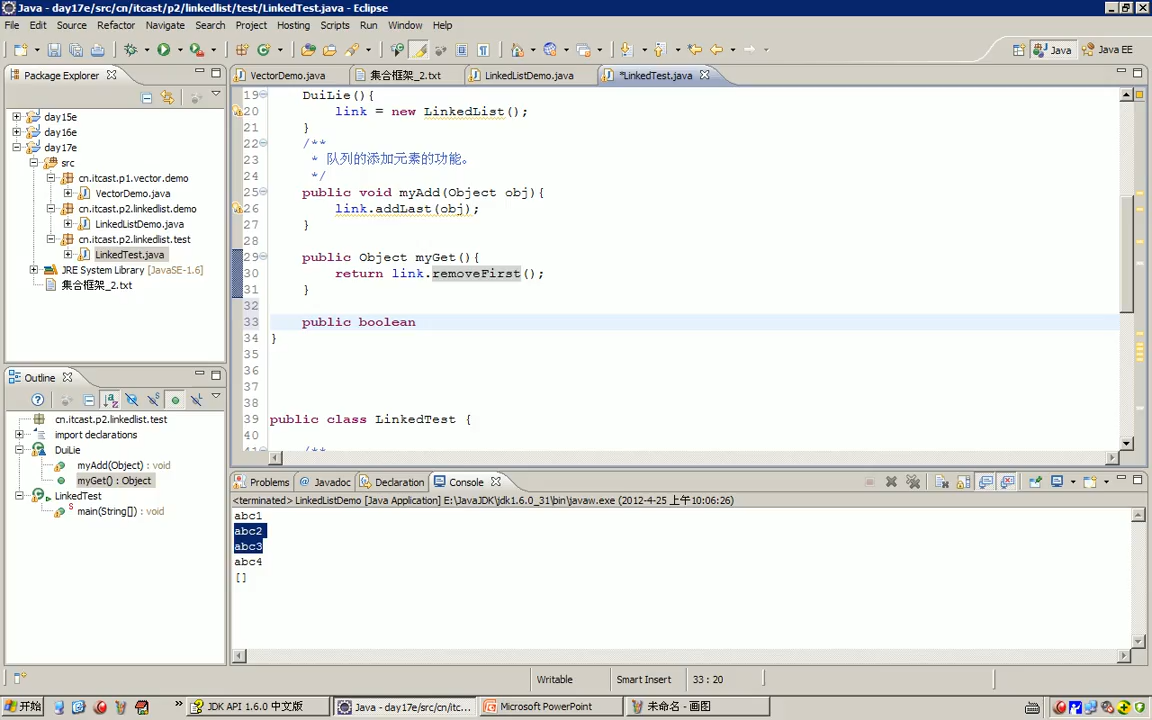 Java - day17e/src/cn/itcast/p2/linkedlist/test/LinkedTest.java - Eclipse
File Edit Source Refactor Navigate Search Project Hosting Scripts Run Window Help
Java Java EE
Package Explorer
day15e
day16e
day17e
src
cn.itcast.p1.vector.demo
VectorDemo.java
cn.itcast.p2.linkedlist.demo
LinkedListDemo.java
cn.itcast.p2.linkedlist.test
LinkedTest.java
JRE System Library [JavaSE-1.6]
集合框架_2.txt
Outline
cn.itcast.p2.linkedlist.test
import declarations
DuiLie
myAdd(Object) : void
myGet() : Object
LinkedTest
main(String[]) : void
VectorDemo.java 集合框架_2.txt LinkedListDemo.java *LinkedTest.java
19 DuiLie(){
20 link = new LinkedList();
21 }
22 /**
23 * 队列的添加元素的功能。
24 */
25 public void myAdd(Object obj){
26 link.addLast(obj);
27 }
28
29 public Object myGet(){
30 return link.removeFirst();
31 }
32
33 public boolean
34 }
35
36
37
38
39 public class LinkedTest {
40
41 /**
Problems Javadoc Declaration Console
<terminated> LinkedListDemo [Java Application] E:\JavaJDK\jdk1.6.0_31\bin\javaw.exe (2012-4-25 上午10:06:26)
abc1
abc2
abc3
abc4
[]
Writable Smart Insert 33 : 20
开始 » JDK API 1.6.0 中文版 Java - day17e/src/cn/itc... Microsoft PowerPoint 未命名 - 画图